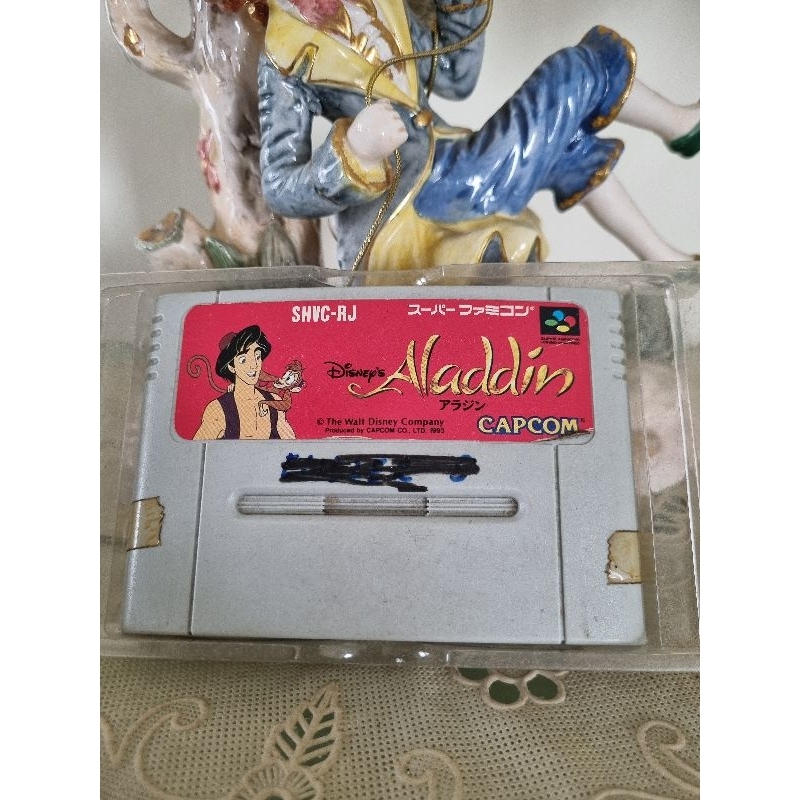 SHVC-RJ
スーパーファミコン
Disney's Aladdin
アラジン
© The Walt Disney Company
Produced by CAPCOM CO., LTD. 1993
CAPCOM